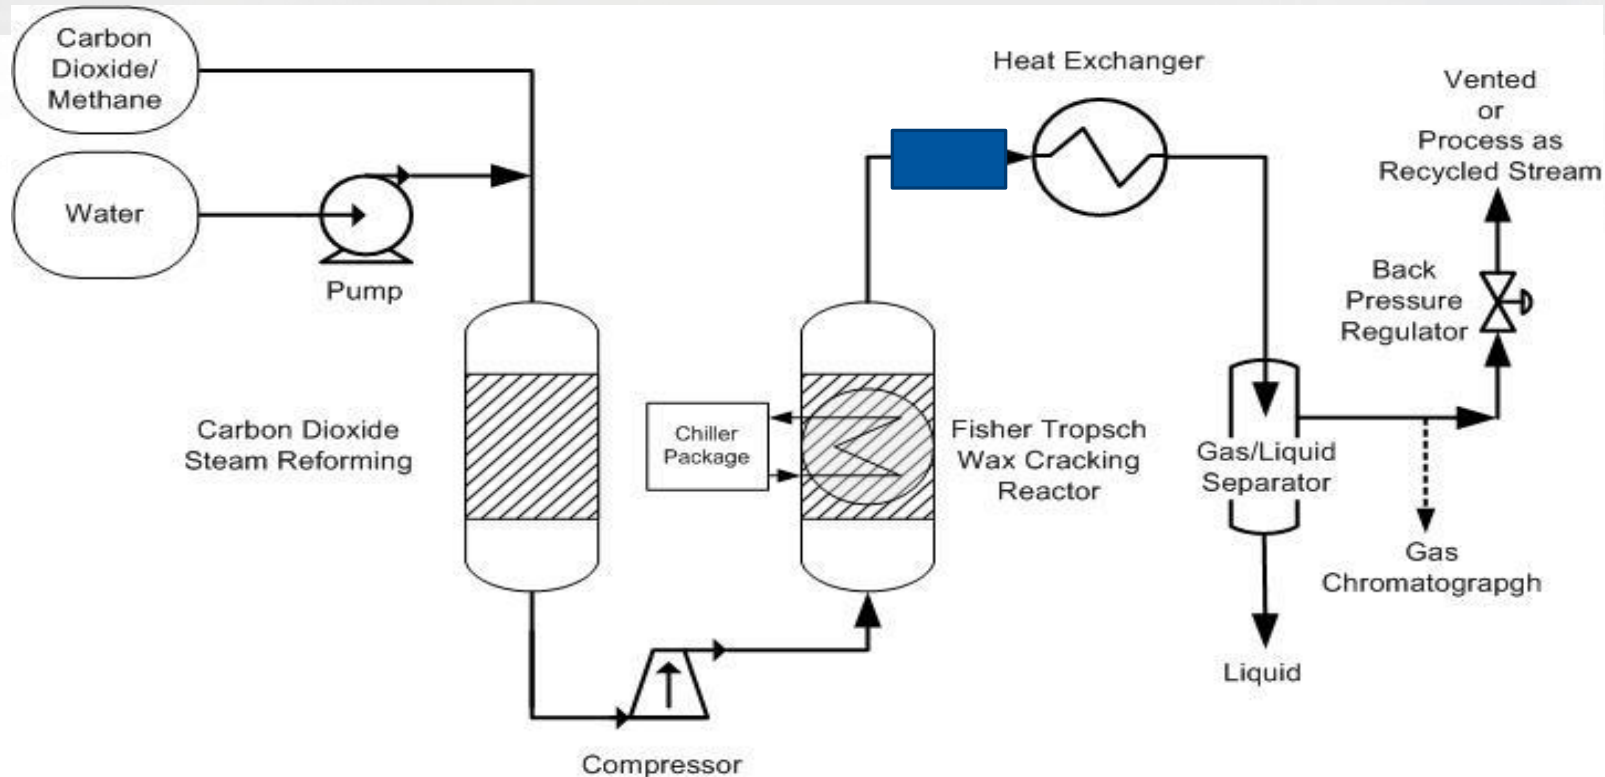 Carbon
Dioxide/
Methane
Water
Pump
Carbon Dioxide
Steam Reforming
Compressor
Chiller
Package
Fisher Tropsch
Wax Cracking
Reactor
Heat Exchanger
Gas/Liquid
Separator
Liquid
Gas
Chromatograpgh
Back
Pressure
Regulator
Vented
or
Process as
Recycled Stream